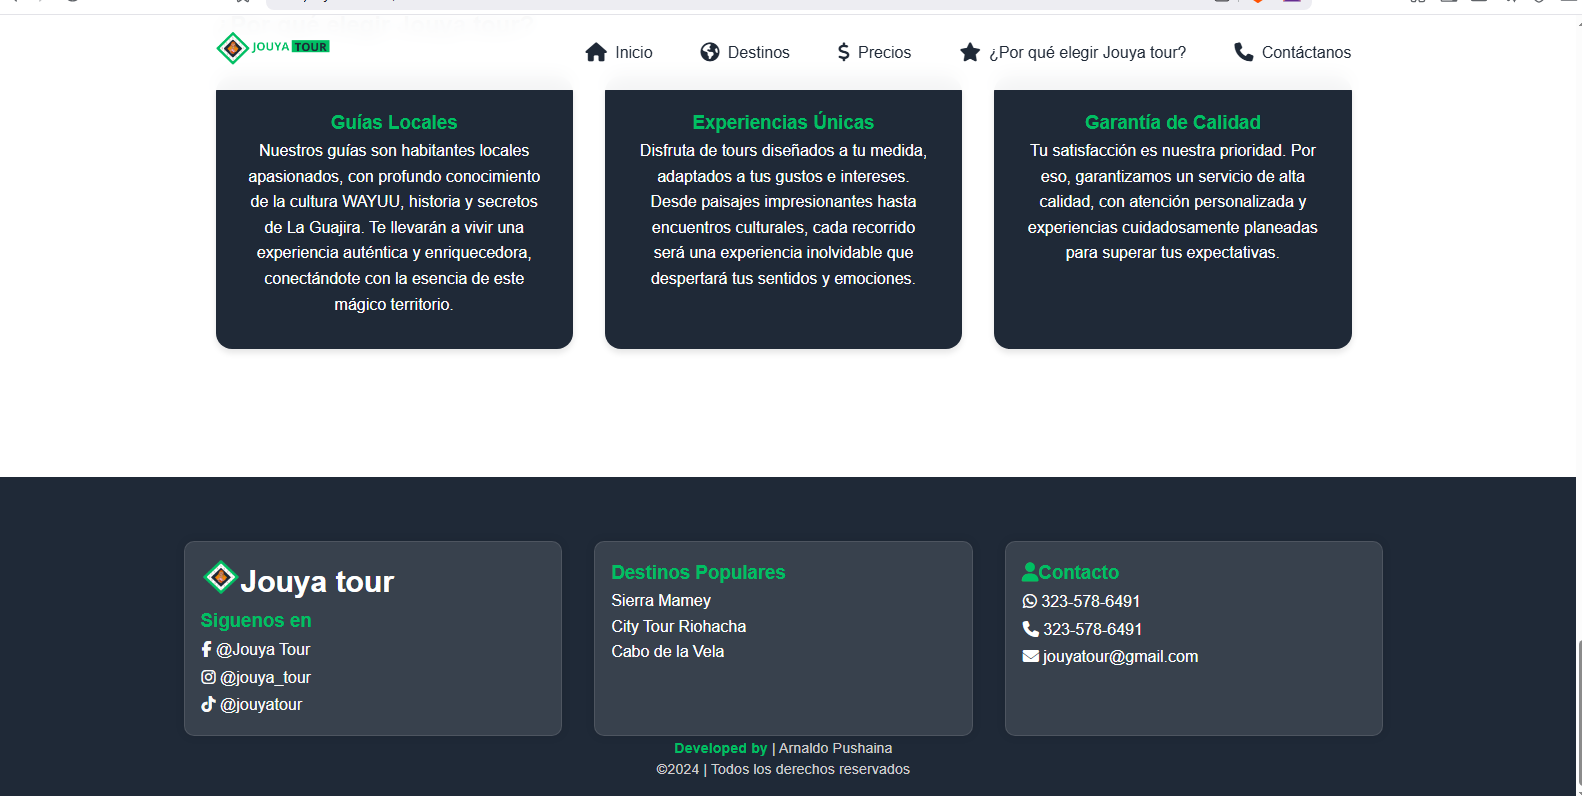 ¿Por qué elegir Jouya tour?
JOUYA TOUR
Inicio
Destinos
Precios
¿Por qué elegir Jouya tour?
Contáctanos
Guías Locales
Nuestros guías son habitantes locales
apasionados, con profundo conocimiento
de la cultura WAYUU, historia y secretos
de La Guajira. Te llevarán a vivir una
experiencia auténtica y enriquecedora,
conectándote con la esencia de este
mágico territorio.
Experiencias Únicas
Disfruta de tours diseñados a tu medida,
adaptados a tus gustos e intereses.
Desde paisajes impresionantes hasta
encuentros culturales, cada recorrido
será una experiencia inolvidable que
despertará tus sentidos y emociones.
Garantía de Calidad
Tu satisfacción es nuestra prioridad. Por
eso, garantizamos un servicio de alta
calidad, con atención personalizada y
experiencias cuidadosamente planeadas
para superar tus expectativas.
Jouya tour
Siguenos en
@Jouya Tour
@jouya_tour
@jouyatour
Destinos Populares
Sierra Mamey
City Tour Riohacha
Cabo de la Vela
Contacto
323-578-6491
323-578-6491
jouyatour@gmail.com
Developed by | Arnaldo Pushaina
©2024 | Todos los derechos reservados